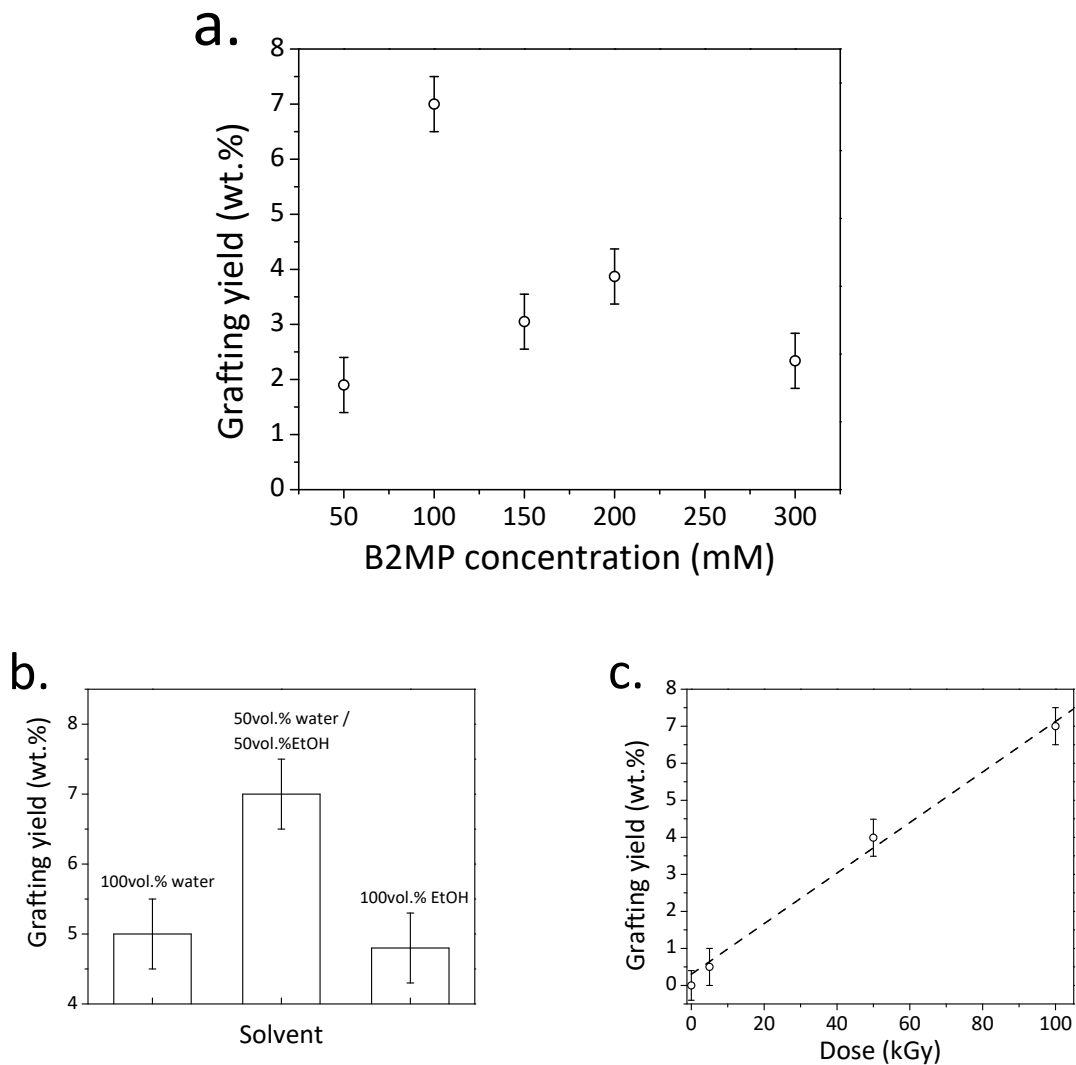 a.
8
7
6
5
4
3
2
1
0
Grafting yield (wt.%)
50 100 150 200 250 300
B2MP concentration (mM)
b.
8
7
6
5
4
Grafting yield (wt.%)
50vol.% water /
50vol.%EtOH
100vol.% water
100vol.% EtOH
Solvent
c.
8
7
6
5
4
3
2
1
0
Grafting yield (wt.%)
0 20 40 60 80 100
Dose (kGy)